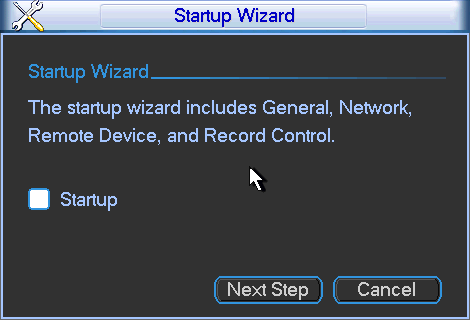 Startup Wizard
Startup Wizard
The startup wizard includes General, Network,
Remote Device, and Record Control.
Startup
Next Step Cancel